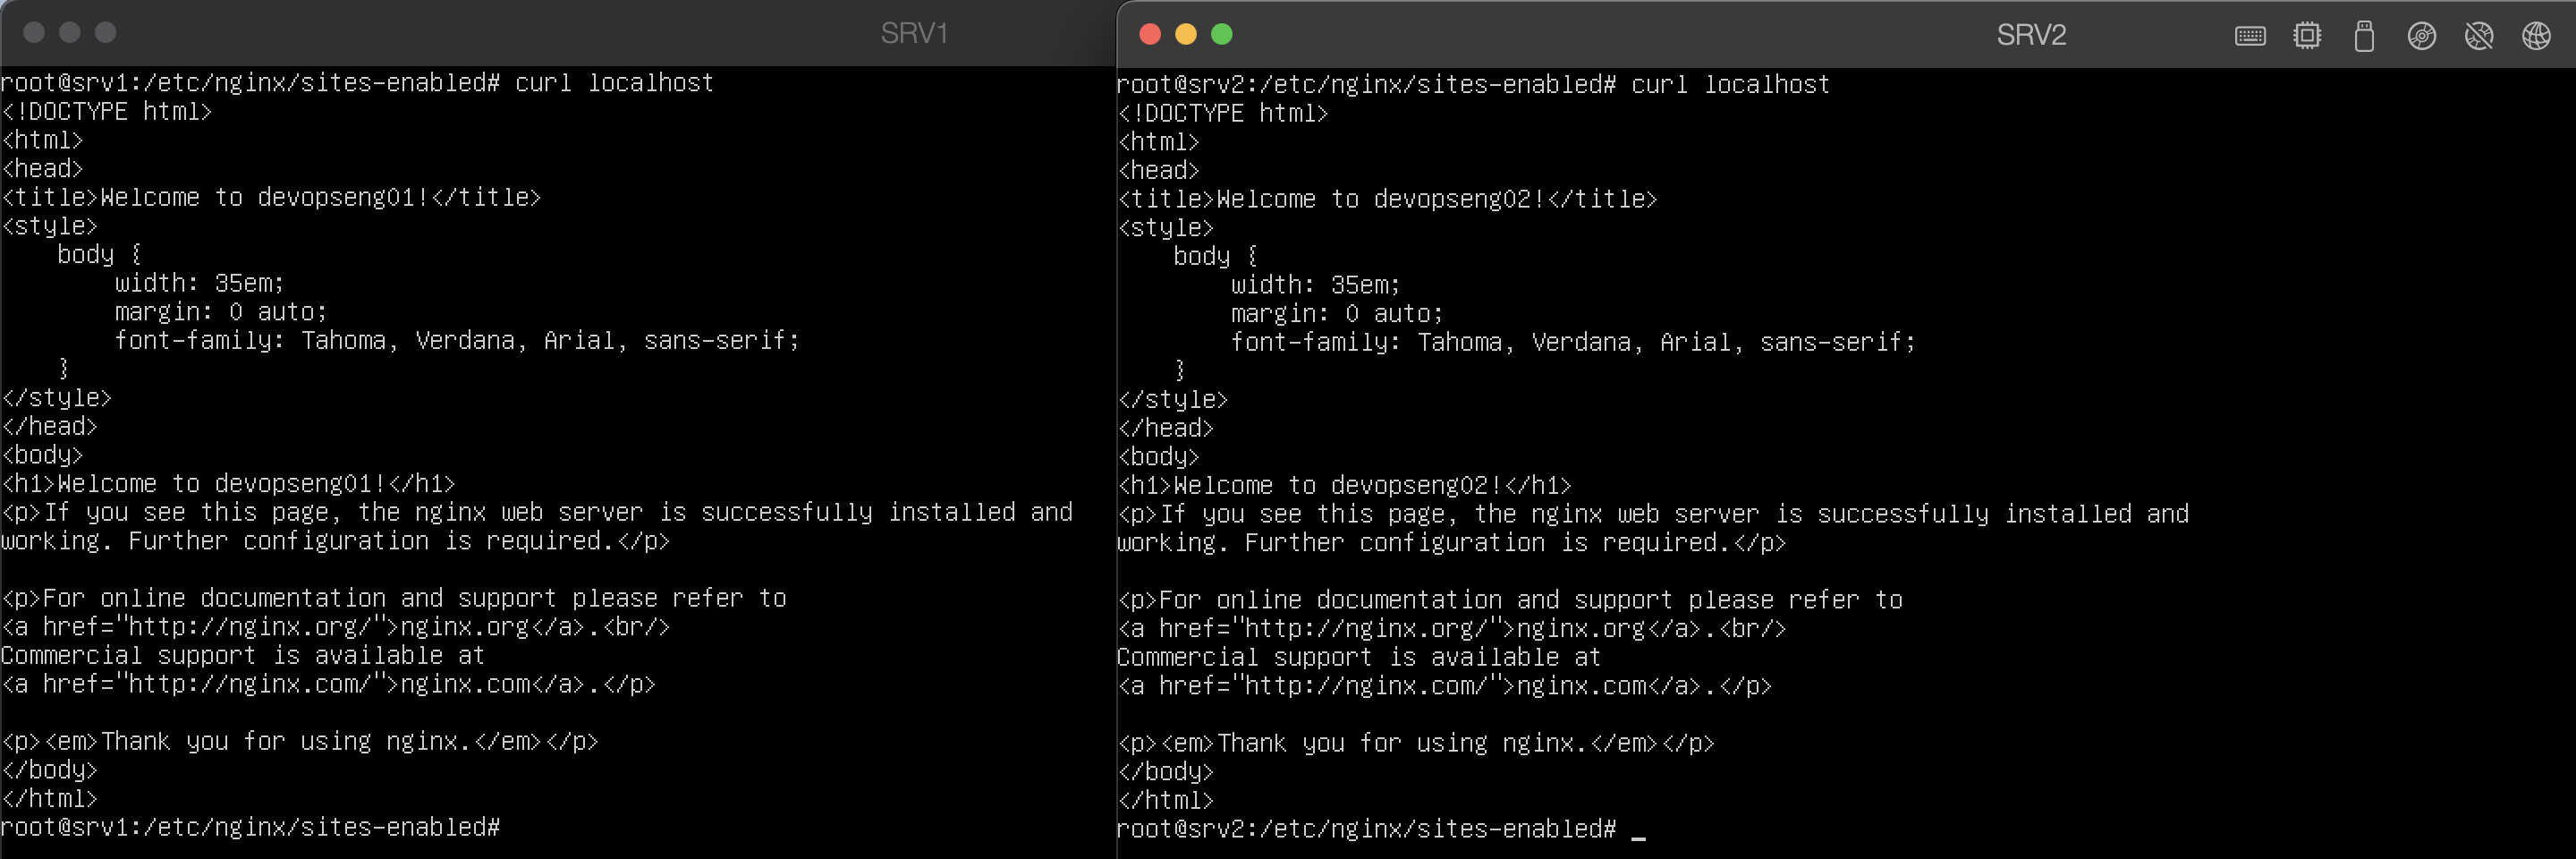 SRV1
root@srv1:/etc/nginx/sites-enabled# curl localhost
<!DOCTYPE html>
<html>
<head>
<title>Welcome to devopseng01!</title>
<style>
    body {
        width: 35em;
        margin: 0 auto;
        font-family: Tahoma, Verdana, Arial, sans-serif;
    }
</style>
</head>
<body>
<h1>Welcome to devopseng01!</h1>
<p>If you see this page, the nginx web server is successfully installed and
working. Further configuration is required.</p>

<p>For online documentation and support please refer to
<a href="http://nginx.org/">nginx.org</a>.<br/>
Commercial support is available at
<a href="http://nginx.com/">nginx.com</a>.</p>

<p><em>Thank you for using nginx.</em></p>
</body>
</html>
root@srv1:/etc/nginx/sites-enabled#
SRV2
root@srv2:/etc/nginx/sites-enabled# curl localhost
<!DOCTYPE html>
<html>
<head>
<title>Welcome to devopseng02!</title>
<style>
    body {
        width: 35em;
        margin: 0 auto;
        font-family: Tahoma, Verdana, Arial, sans-serif;
    }
</style>
</head>
<body>
<h1>Welcome to devopseng02!</h1>
<p>If you see this page, the nginx web server is successfully installed and
working. Further configuration is required.</p>

<p>For online documentation and support please refer to
<a href="http://nginx.org/">nginx.org</a>.<br/>
Commercial support is available at
<a href="http://nginx.com/">nginx.com</a>.</p>

<p><em>Thank you for using nginx.</em></p>
</body>
</html>
root@srv2:/etc/nginx/sites-enabled# _